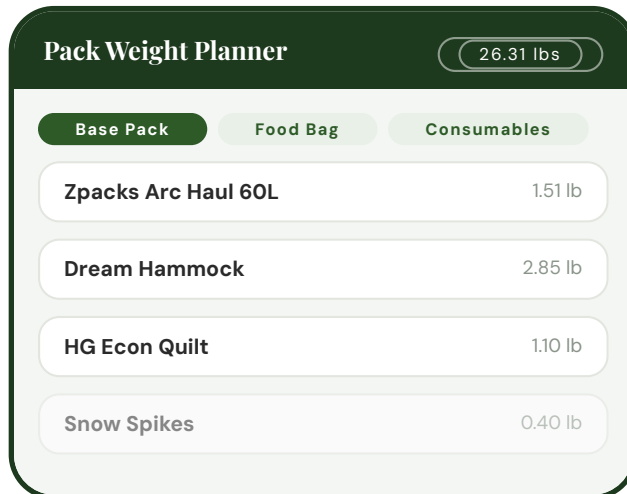 Pack Weight Planner 26.31 lbs
Base Pack Food Bag Consumables
Zpacks Arc Haul 60L 1.51 lb
Dream Hammock 2.85 lb
HG Econ Quilt 1.10 lb
Snow Spikes 0.40 lb